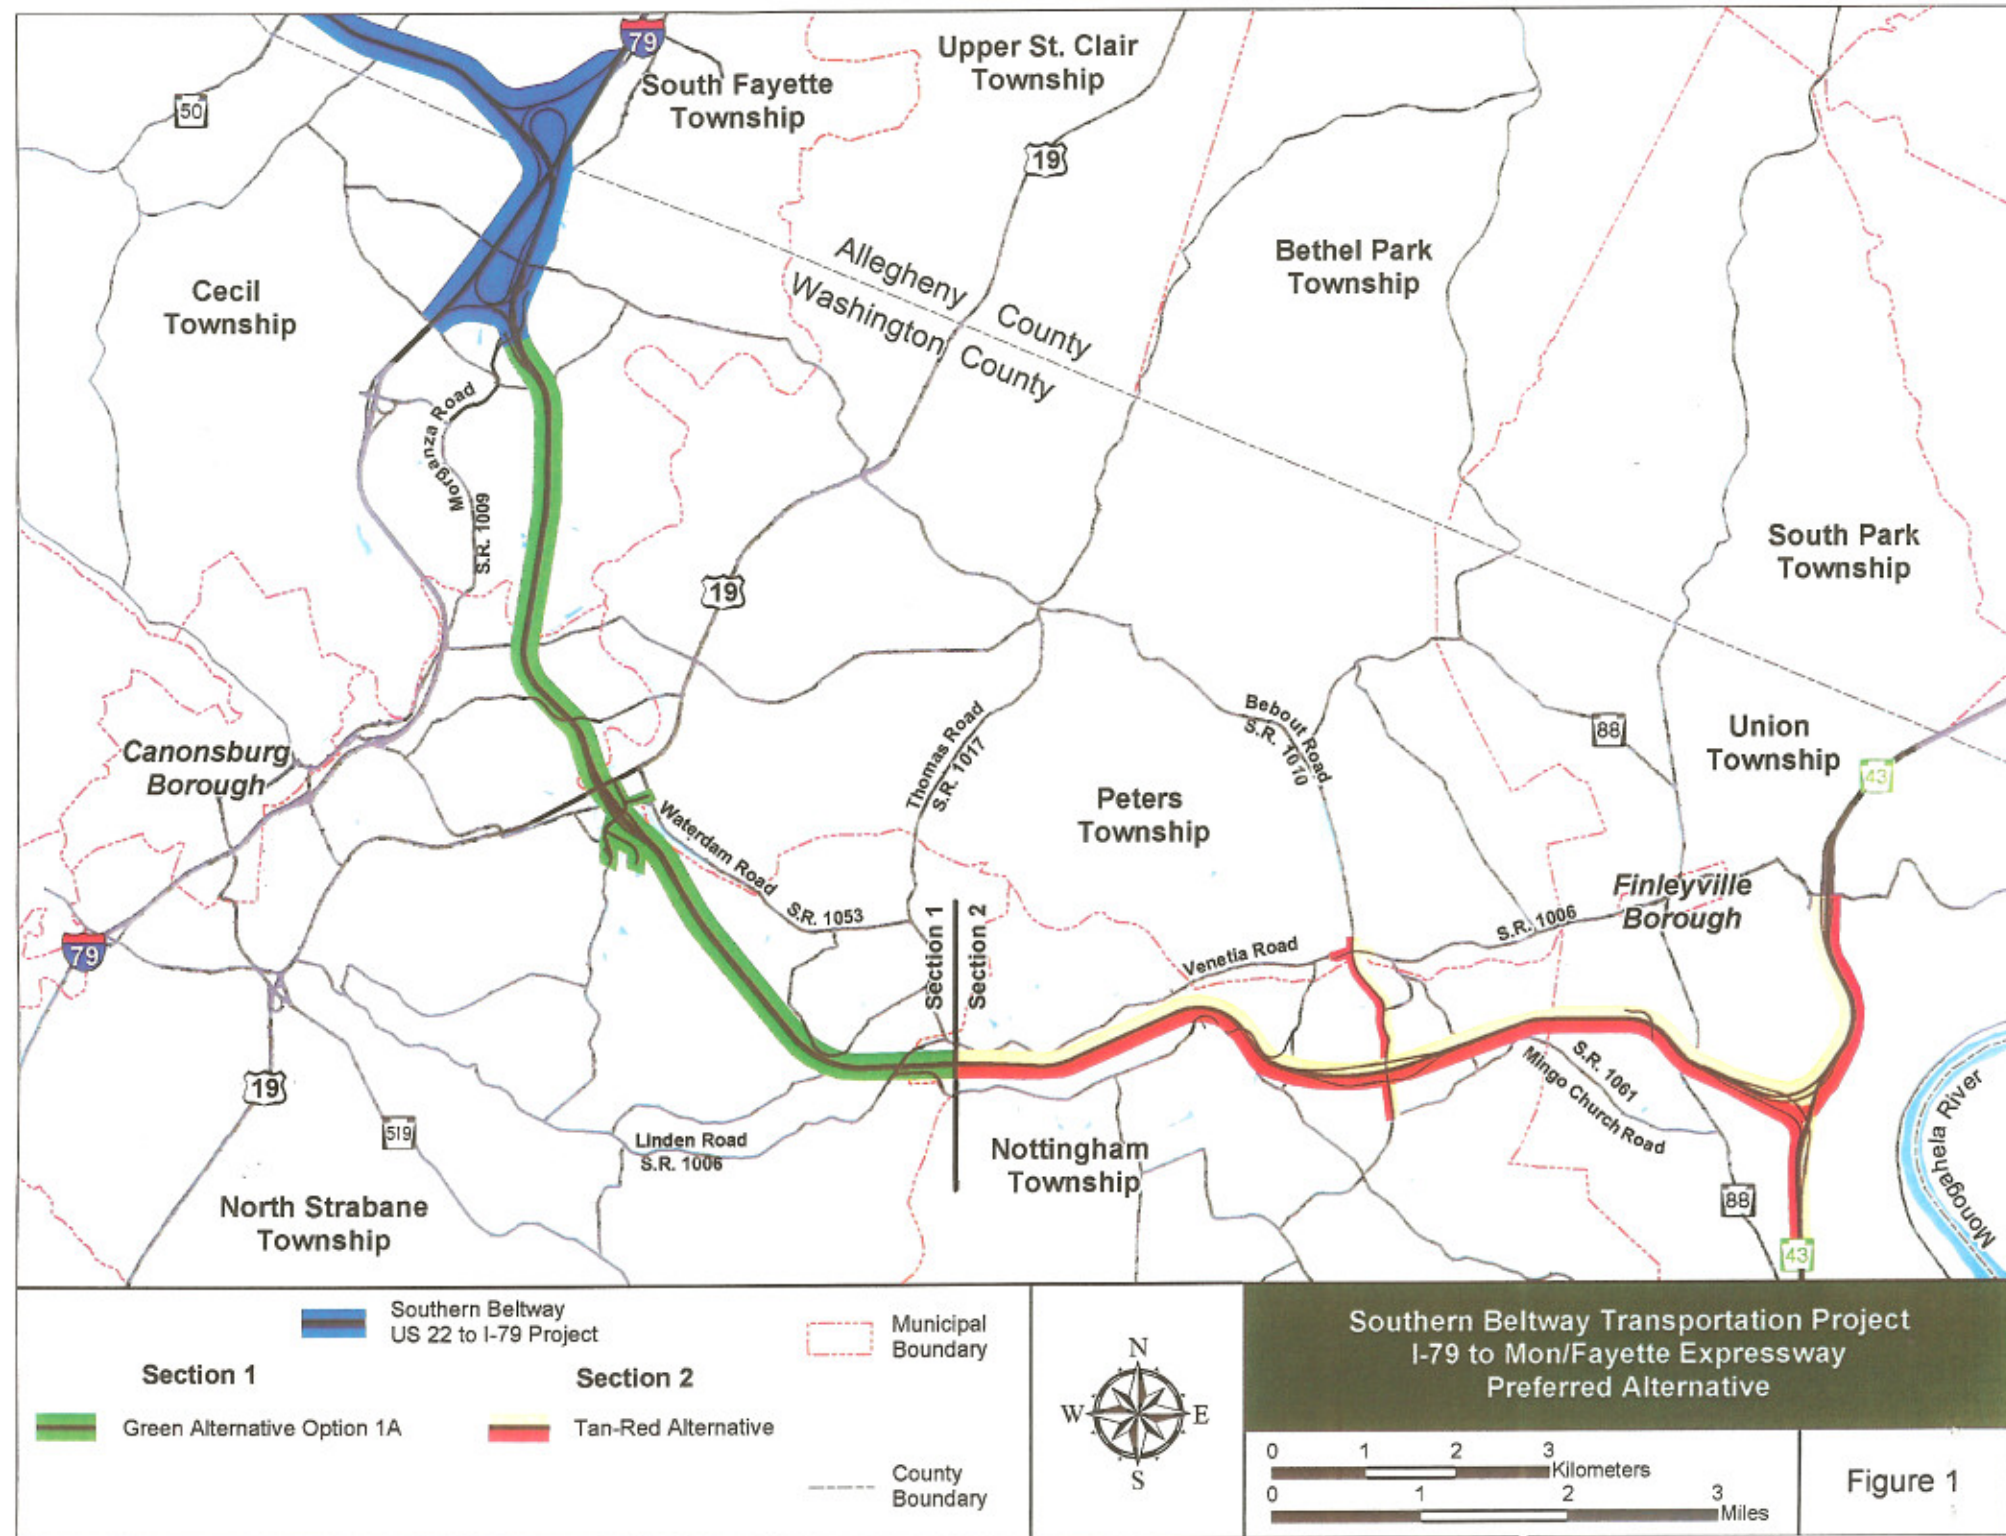 79
South Fayette
Township
Upper St. Clair
Township
50
19
Allegheny County
Washington County
Bethel Park
Township
Cecil
Township
Morgauza Road
S.R. 1009
19
South Park
Township
Canonsburg
Borough
Thomas Road
S.R. 1017
Bebout Road
S.R. 1010
88
Union
Township
43
Peters
Township
Waterdam Road
S.R. 1053
Finleyville
Borough
S.R. 1006
Venetia Road
79
Section 1
Section 2
19
519
Linden Road
S.R. 1006
Nottingham
Township
S.R. 1061
Mingo Church Road
88
43
Monogahela River
North Strabane
Township
Southern Beltway
US 22 to I-79 Project
Municipal
Boundary
Section 1
Section 2
Green Alternative Option 1A
Tan-Red Alternative
County
Boundary
N
W E
S
Southern Beltway Transportation Project
I-79 to Mon/Fayette Expressway
Preferred Alternative
0 1 2 3
Kilometers
0 1 2 3
Miles
Figure 1